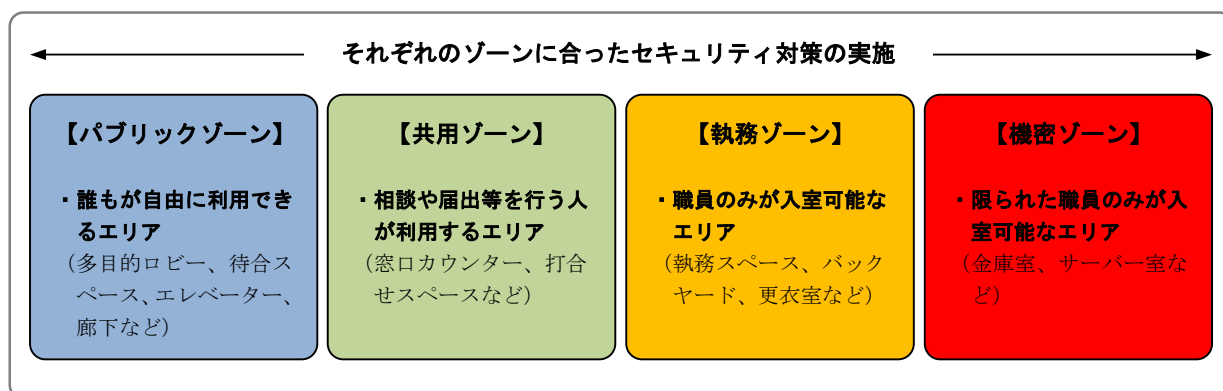 それぞれのゾーンに合ったセキュリティ対策の実施
【パブリックゾーン】
・誰もが自由に利用でき
るエリア
（多目的ロビー、待合ス
ペース、エレベーター、
廊下など）
【共用ゾーン】
・相談や届出等を行う人
が利用するエリア
（窓口カウンター、打合
せスペースなど）
【執務ゾーン】
・職員のみが入室可能な
エリア
（執務スペース、バック
ヤード、更衣室など）
【機密ゾーン】
・限られた職員のみが入
室可能なエリア
（金庫室、サーバー室な
ど）